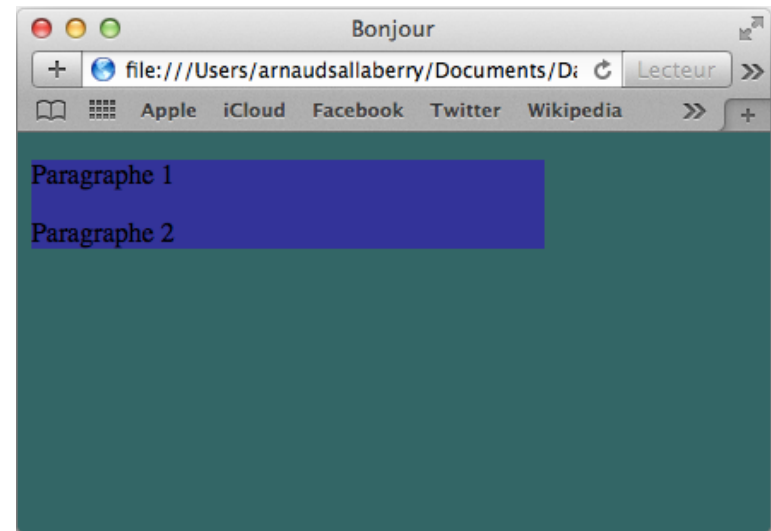 Bonjour
file:///Users/arnaudsallaberry/Documents/Da
Lecteur
Apple iCloud Facebook Twitter Wikipedia
Paragraphe 1
Paragraphe 2